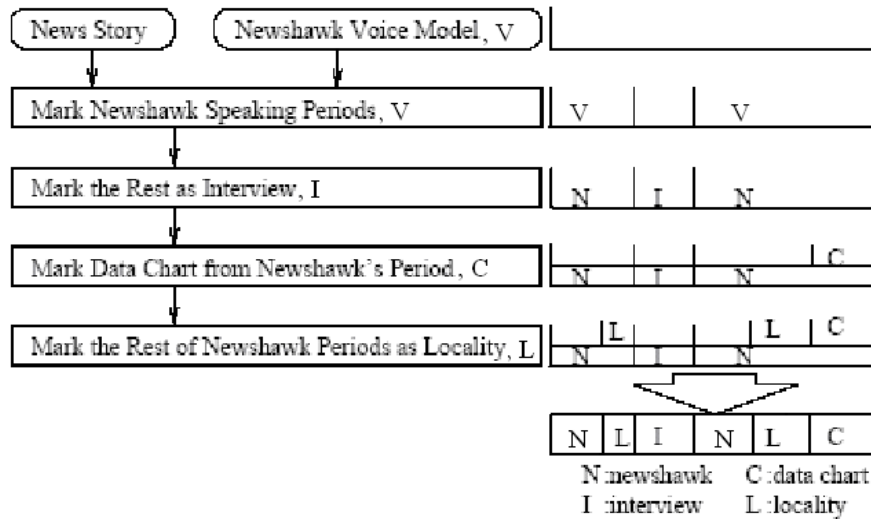 News Story
Newshawk Voice Model, V
Mark Newshawk Speaking Periods, V
V V
Mark the Rest as Interview, I
N I N
Mark Data Chart from Newshawk's Period, C
C
N I N
Mark the Rest of Newshawk Periods as Locality, L
L L C
N I N
N L I N L C
N :newshawk C :data chart
I :interview L :locality